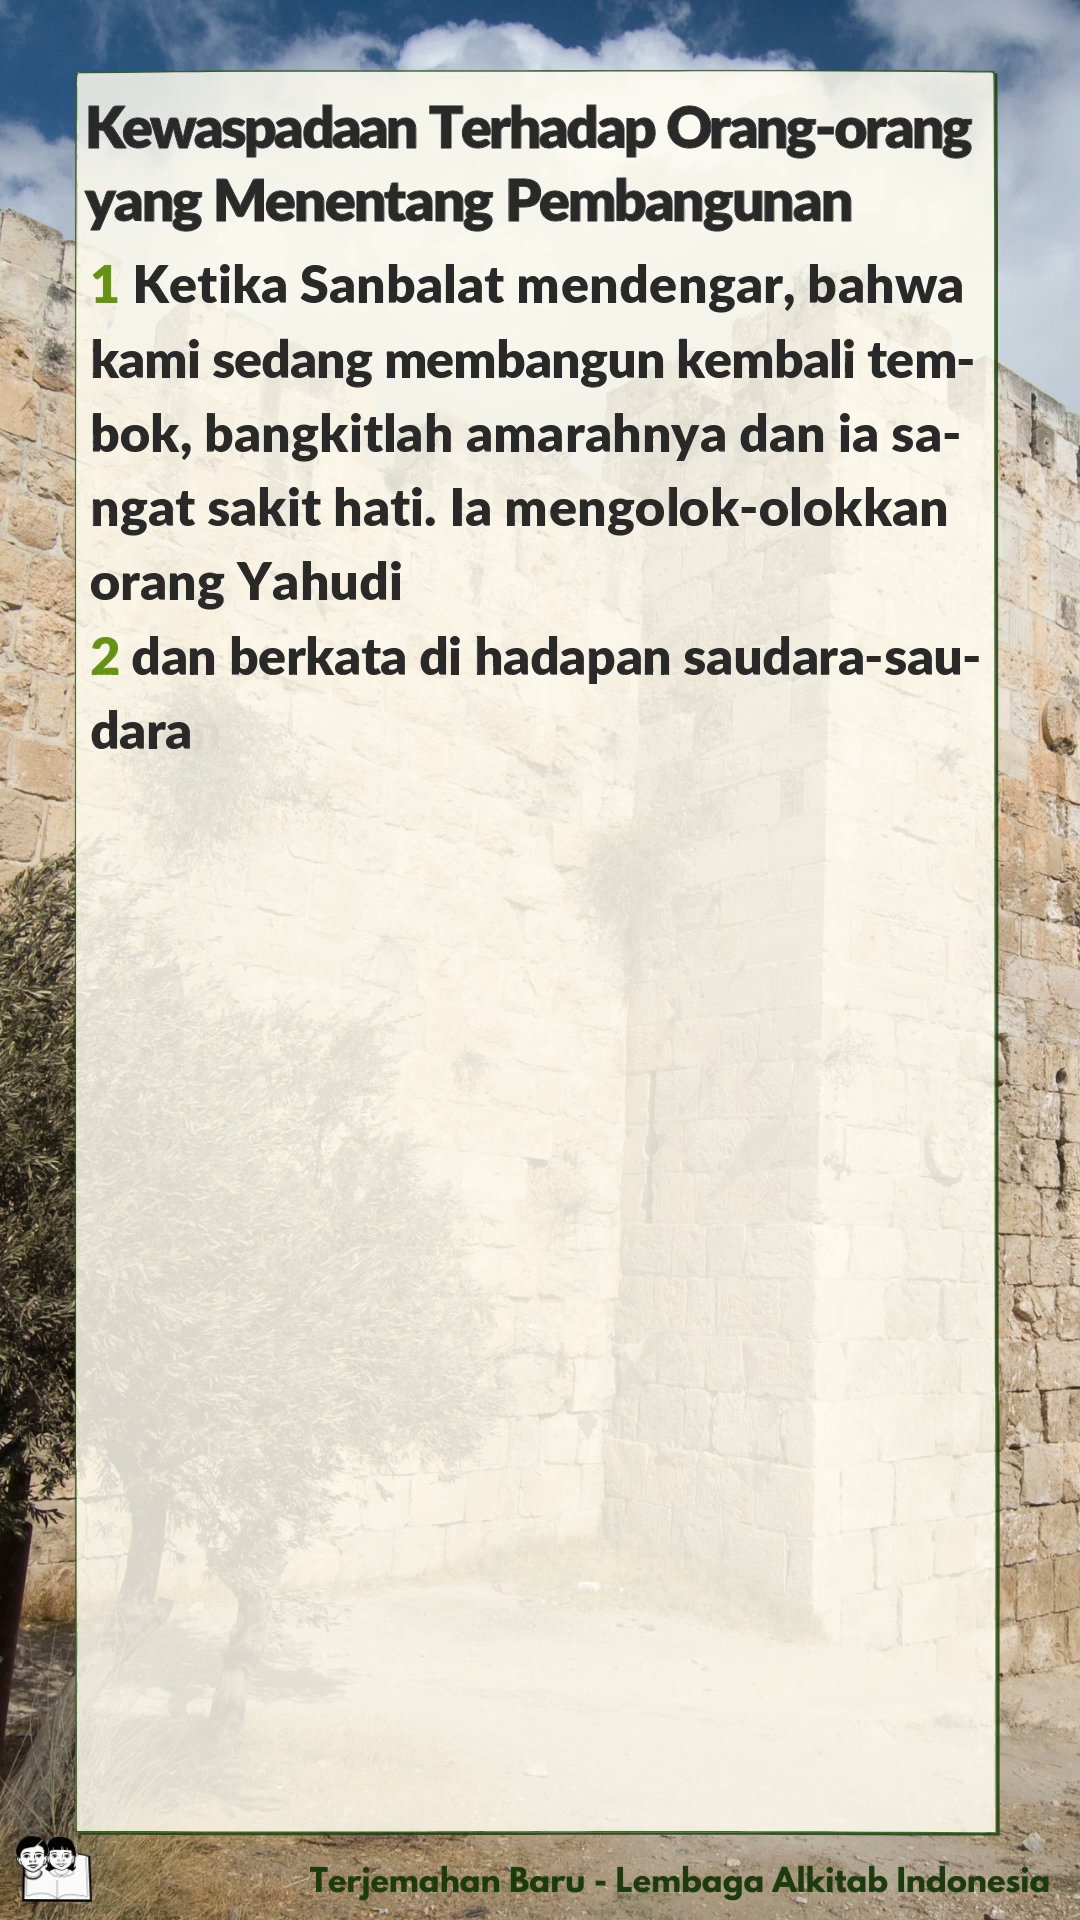 Kewaspadaan Terhadap Orang-orang
yang Menentang Pembangunan
1 Ketika Sanbalat mendengar, bahwa
kami sedang membangun kembali tem-
bok, bangkitlah amarahnya dan ia sa-
ngat sakit hati. Ia mengolok-olokkan
orang Yahudi
2 dan berkata di hadapan saudara-sau-
dara
Terjemahan Baru - Lembaga Alkitab Indonesia